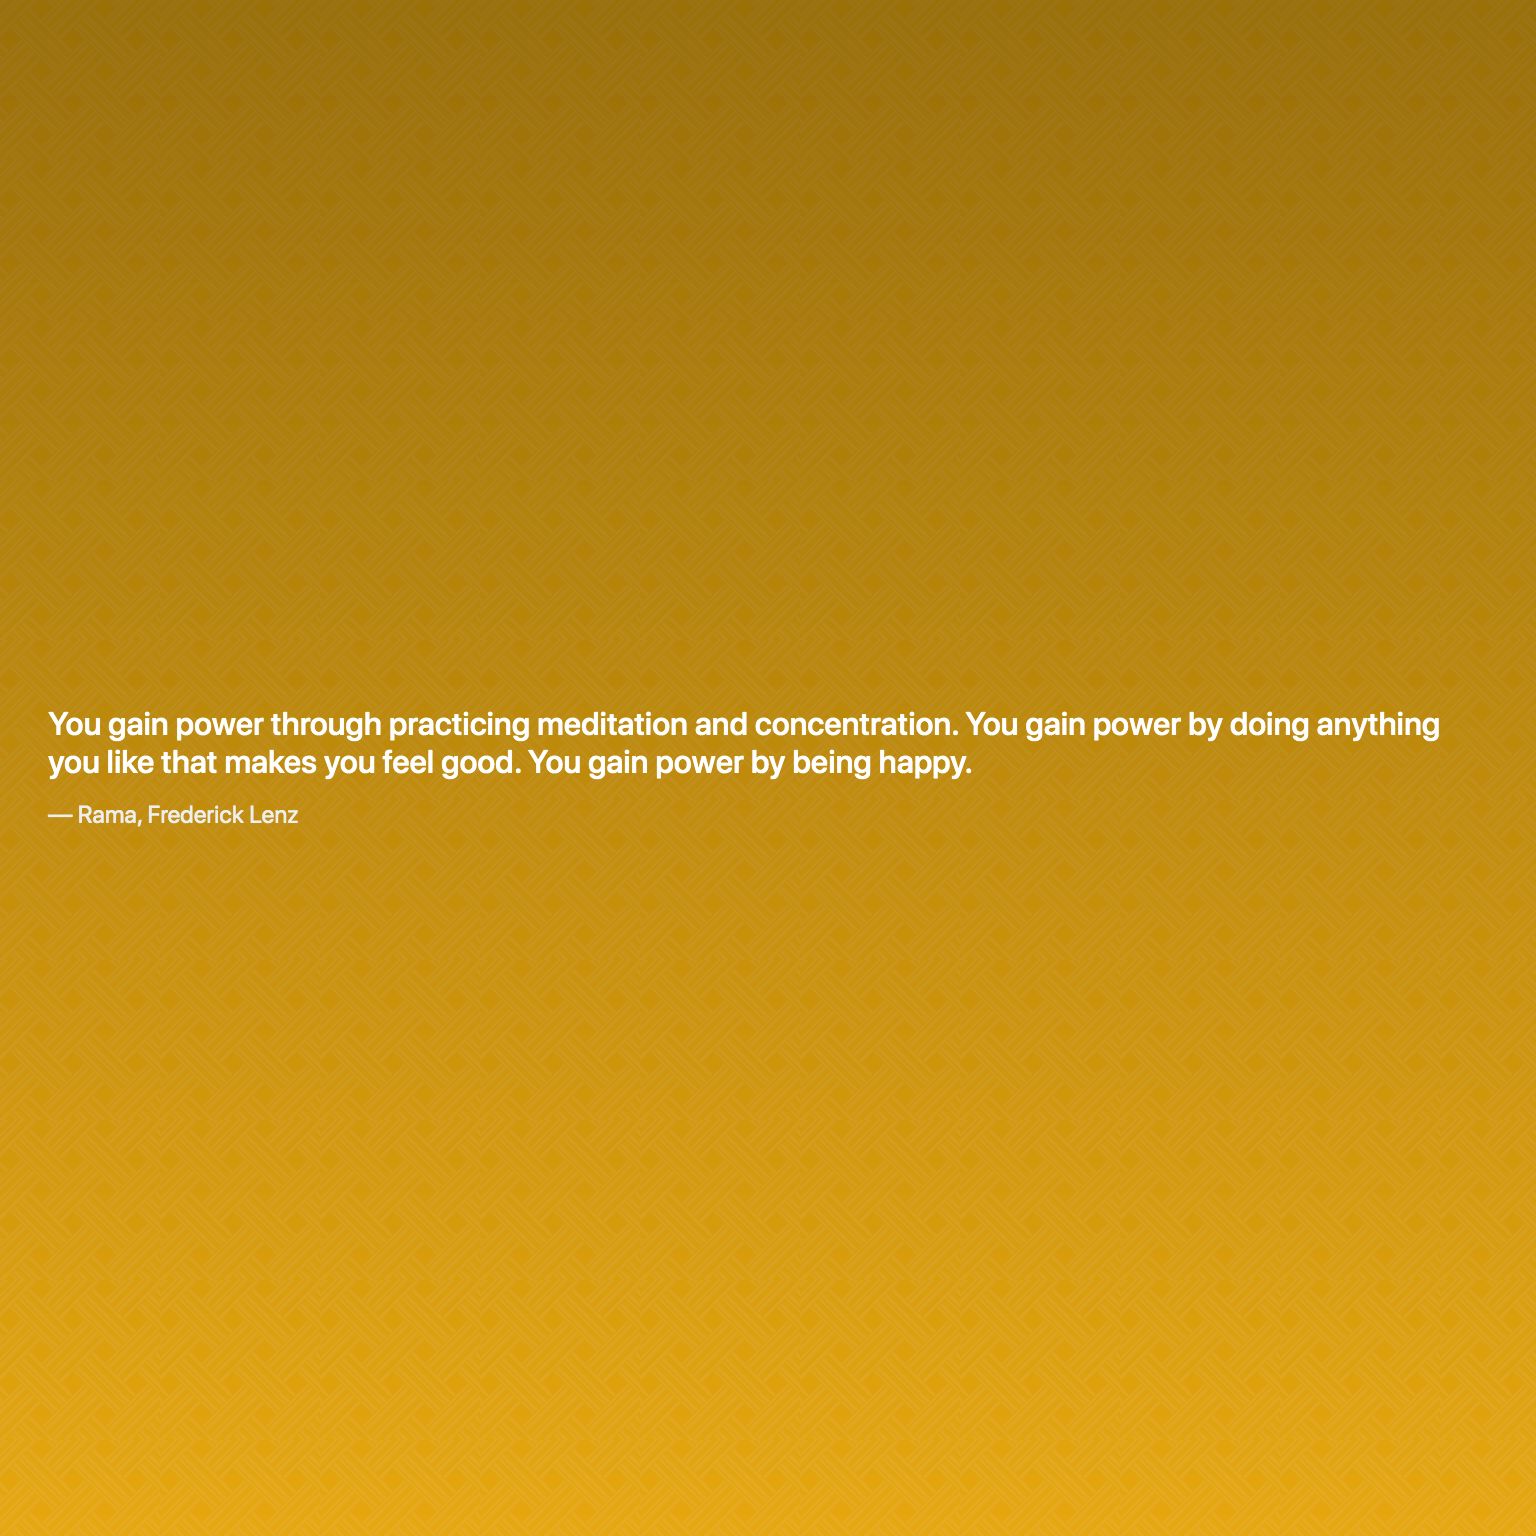 You gain power through practicing meditation and concentration. You gain power by doing anything
you like that makes you feel good. You gain power by being happy.
— Rama, Frederick Lenz